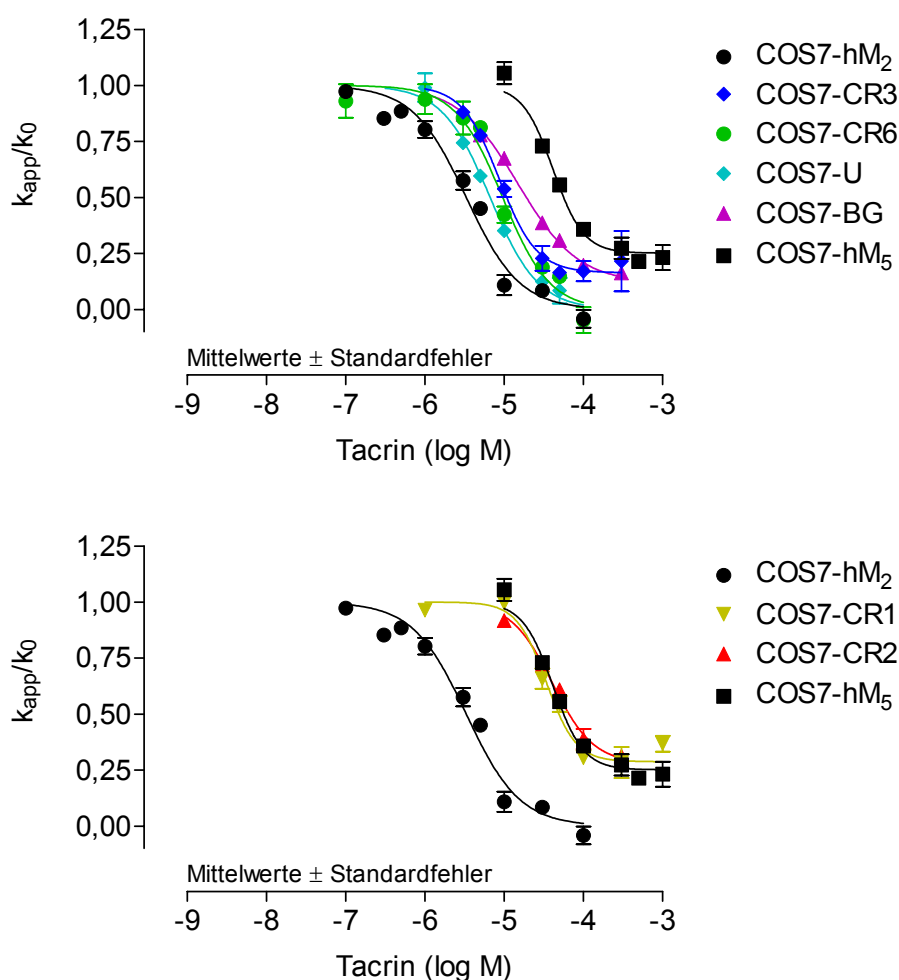 1,25
1,00
0,75
0,50
0,25
0,00
kapp/k0
Mittelwerte ± Standardfehler
-9 -8 -7 -6 -5 -4 -3
Tacrin (log M)
COS7-hM2
COS7-CR3
COS7-CR6
COS7-U
COS7-BG
COS7-hM5
1,25
1,00
0,75
0,50
0,25
0,00
kapp/k0
Mittelwerte ± Standardfehler
-9 -8 -7 -6 -5 -4 -3
Tacrin (log M)
COS7-hM2
COS7-CR1
COS7-CR2
COS7-hM5